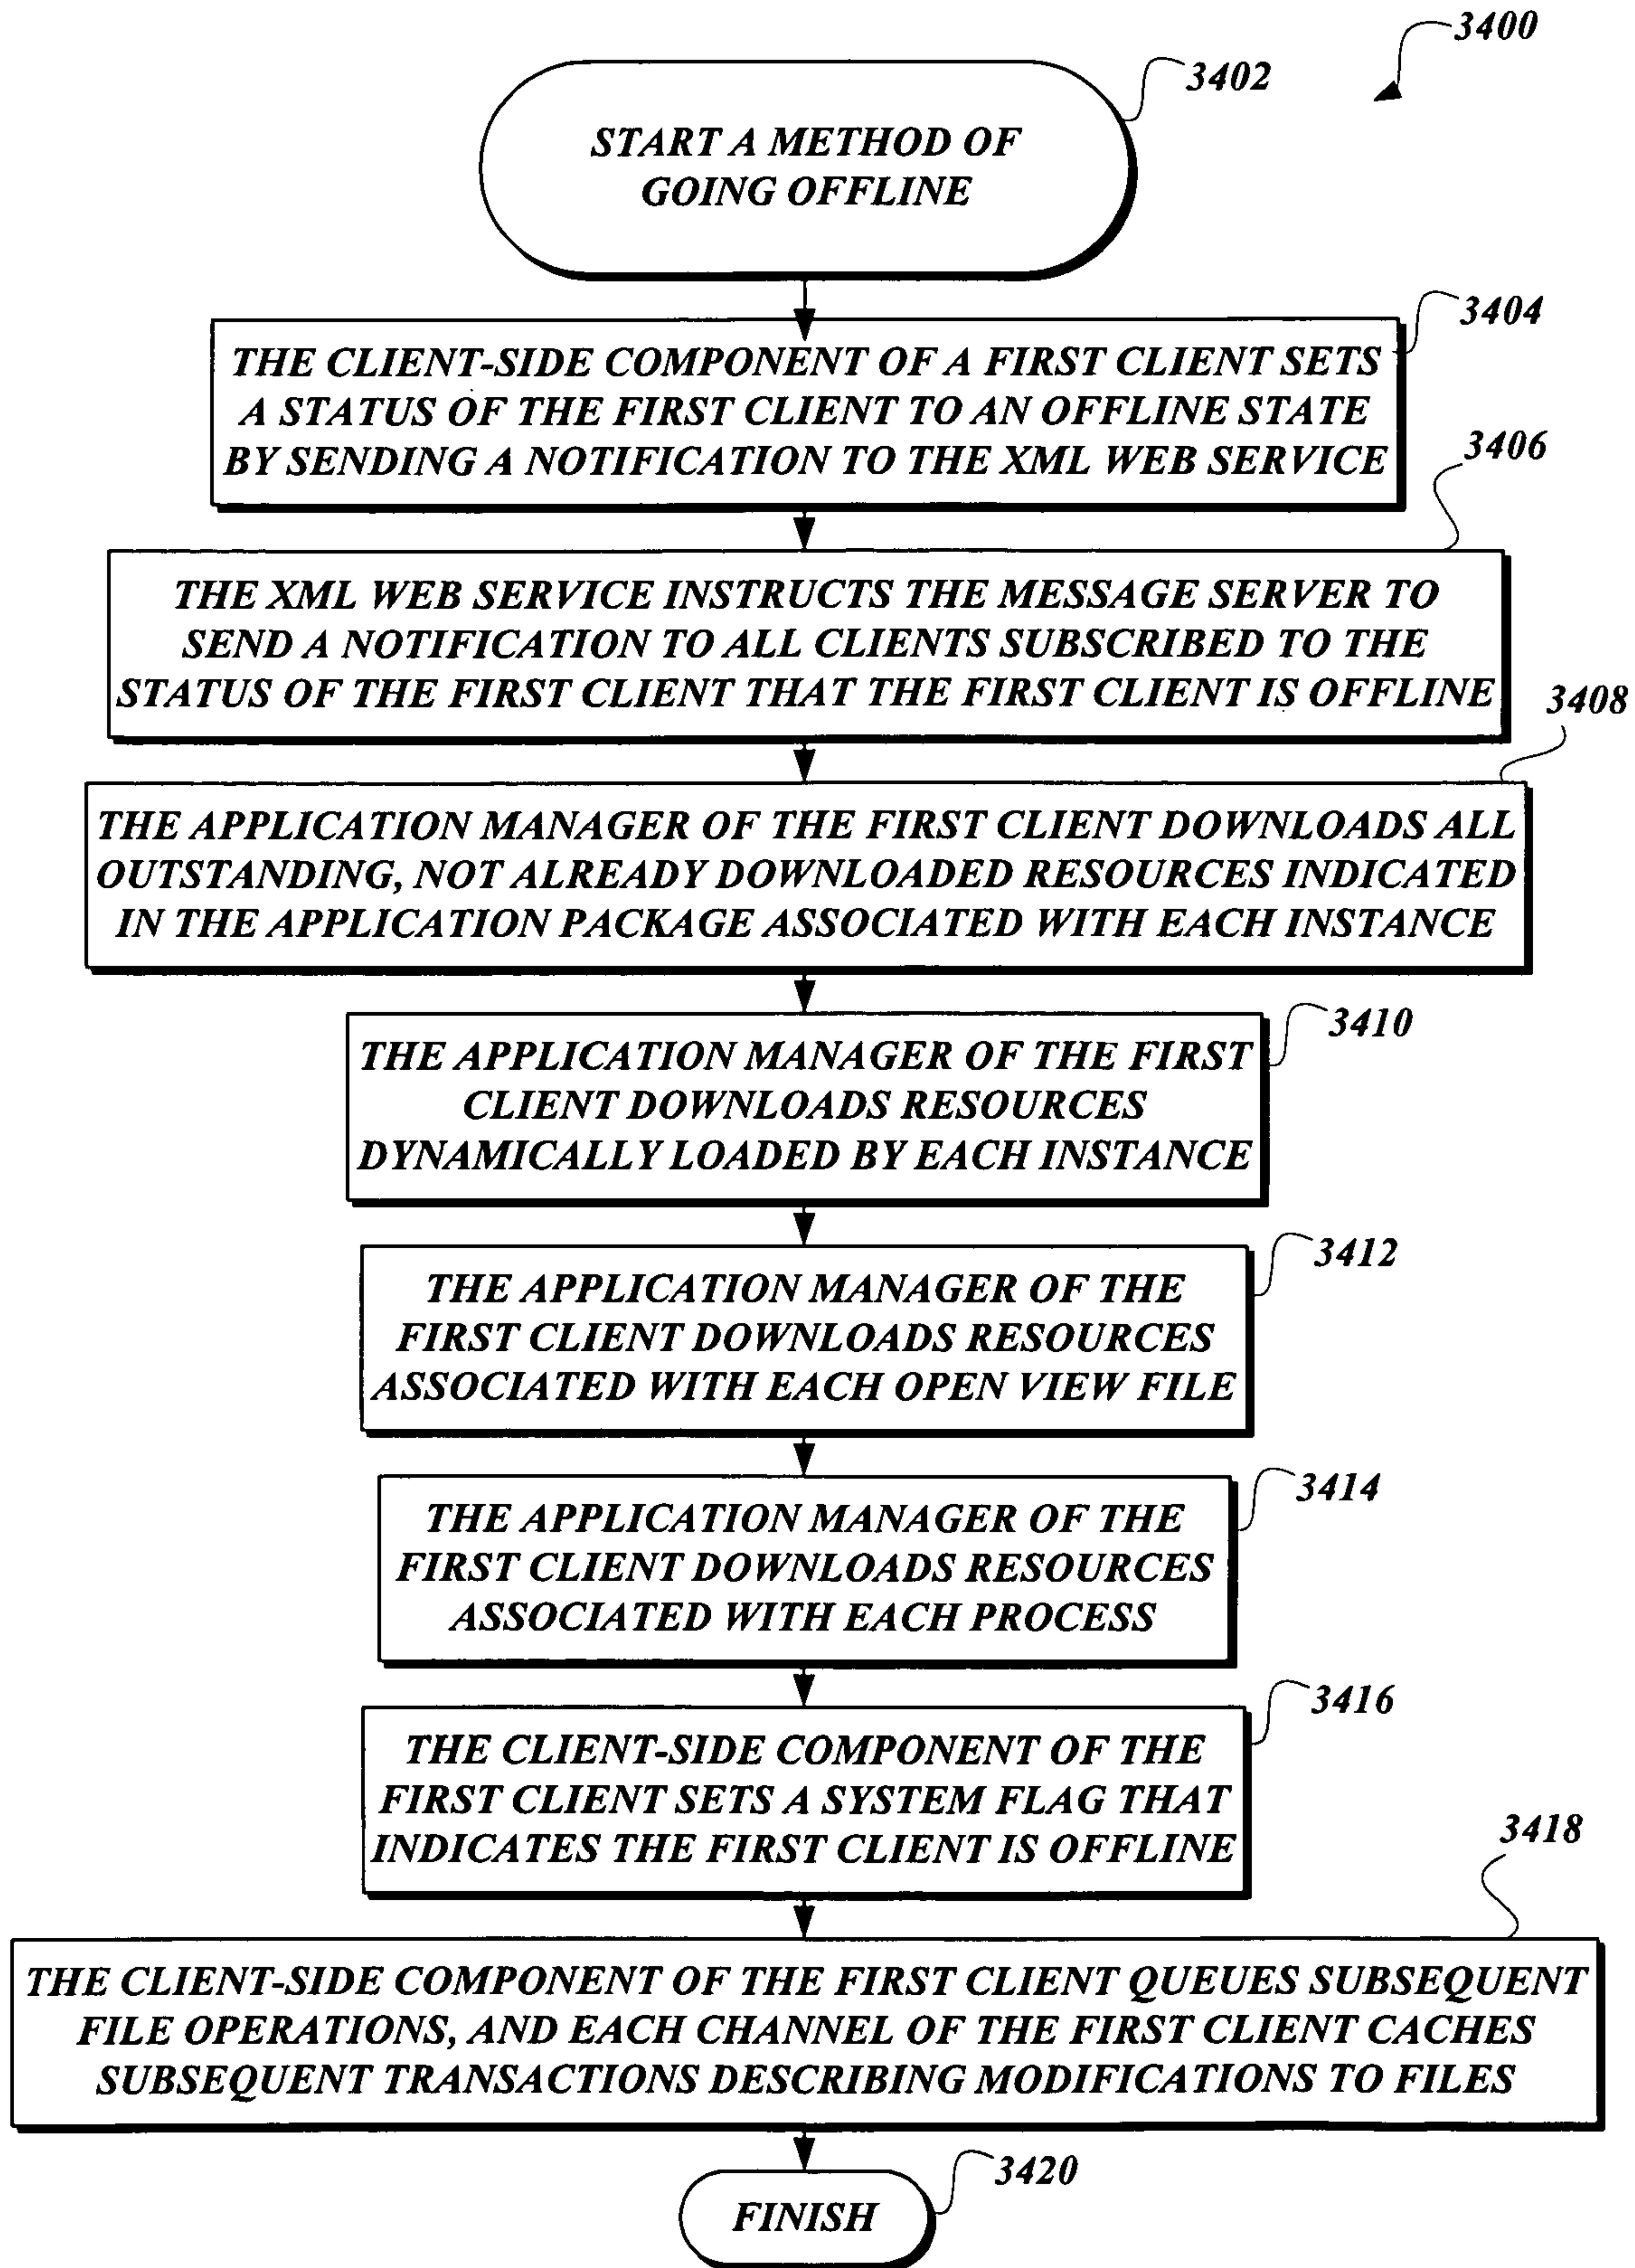 3400
3402
START A METHOD OF
GOING OFFLINE
3404
THE CLIENT-SIDE COMPONENT OF A FIRST CLIENT SETS
A STATUS OF THE FIRST CLIENT TO AN OFFLINE STATE
BY SENDING A NOTIFICATION TO THE XML WEB SERVICE
3406
THE XML WEB SERVICE INSTRUCTS THE MESSAGE SERVER TO
SEND A NOTIFICATION TO ALL CLIENTS SUBSCRIBED TO THE
STATUS OF THE FIRST CLIENT THAT THE FIRST CLIENT IS OFFLINE
3408
THE APPLICATION MANAGER OF THE FIRST CLIENT DOWNLOADS ALL
OUTSTANDING, NOT ALREADY DOWNLOADED RESOURCES INDICATED
IN THE APPLICATION PACKAGE ASSOCIATED WITH EACH INSTANCE
3410
THE APPLICATION MANAGER OF THE FIRST
CLIENT DOWNLOADS RESOURCES
DYNAMICALLY LOADED BY EACH INSTANCE
3412
THE APPLICATION MANAGER OF THE
FIRST CLIENT DOWNLOADS RESOURCES
ASSOCIATED WITH EACH OPEN VIEW FILE
3414
THE APPLICATION MANAGER OF THE
FIRST CLIENT DOWNLOADS RESOURCES
ASSOCIATED WITH EACH PROCESS
3416
THE CLIENT-SIDE COMPONENT OF THE
FIRST CLIENT SETS A SYSTEM FLAG THAT
INDICATES THE FIRST CLIENT IS OFFLINE
3418
THE CLIENT-SIDE COMPONENT OF THE FIRST CLIENT QUEUES SUBSEQUENT
FILE OPERATIONS, AND EACH CHANNEL OF THE FIRST CLIENT CACHES
SUBSEQUENT TRANSACTIONS DESCRIBING MODIFICATIONS TO FILES
3420
FINISH